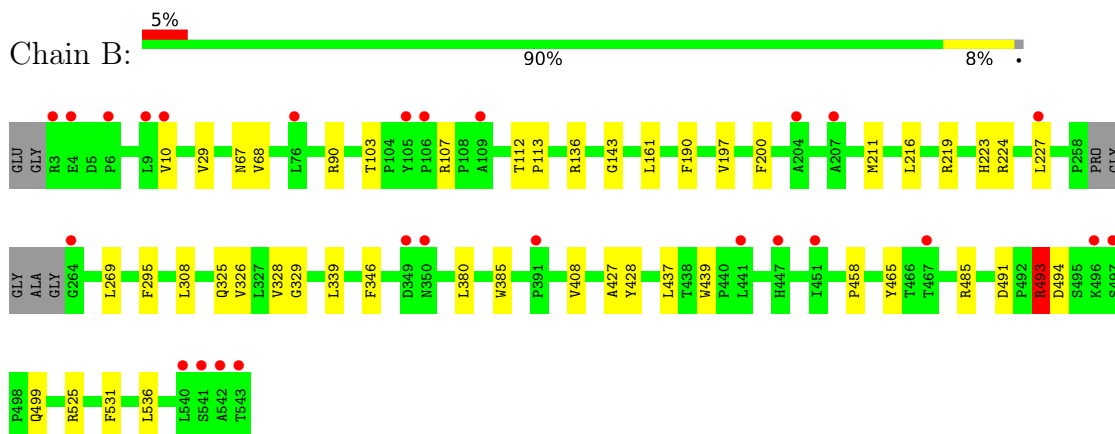 5%
Chain B:
90% 8% •
GLU GLY R3 E4 D5 P6 L9 V10 V29 N67 V68 L76 R90 T103 P104 Y105 P106 R107 P108 A109 T112 P113 R136 G143 L161 F190 V197 F200 A204 A207 M211 L216 R219 H223 R224 L227 P258 PRO GLY
GLY ALA GLY G264 L269 F295 L308 Q325 V326 L327 V328 G329 L339 F346 D349 N350 L380 W385 P391 V408 A427 Y428 L437 T438 W439 P440 L441 H447 I451 P458 Y465 T466 T467 R485 D491 P492 R493 D494 S495 K496 S497
P498 Q499 R525 F531 L536 L540 S541 A542 T543